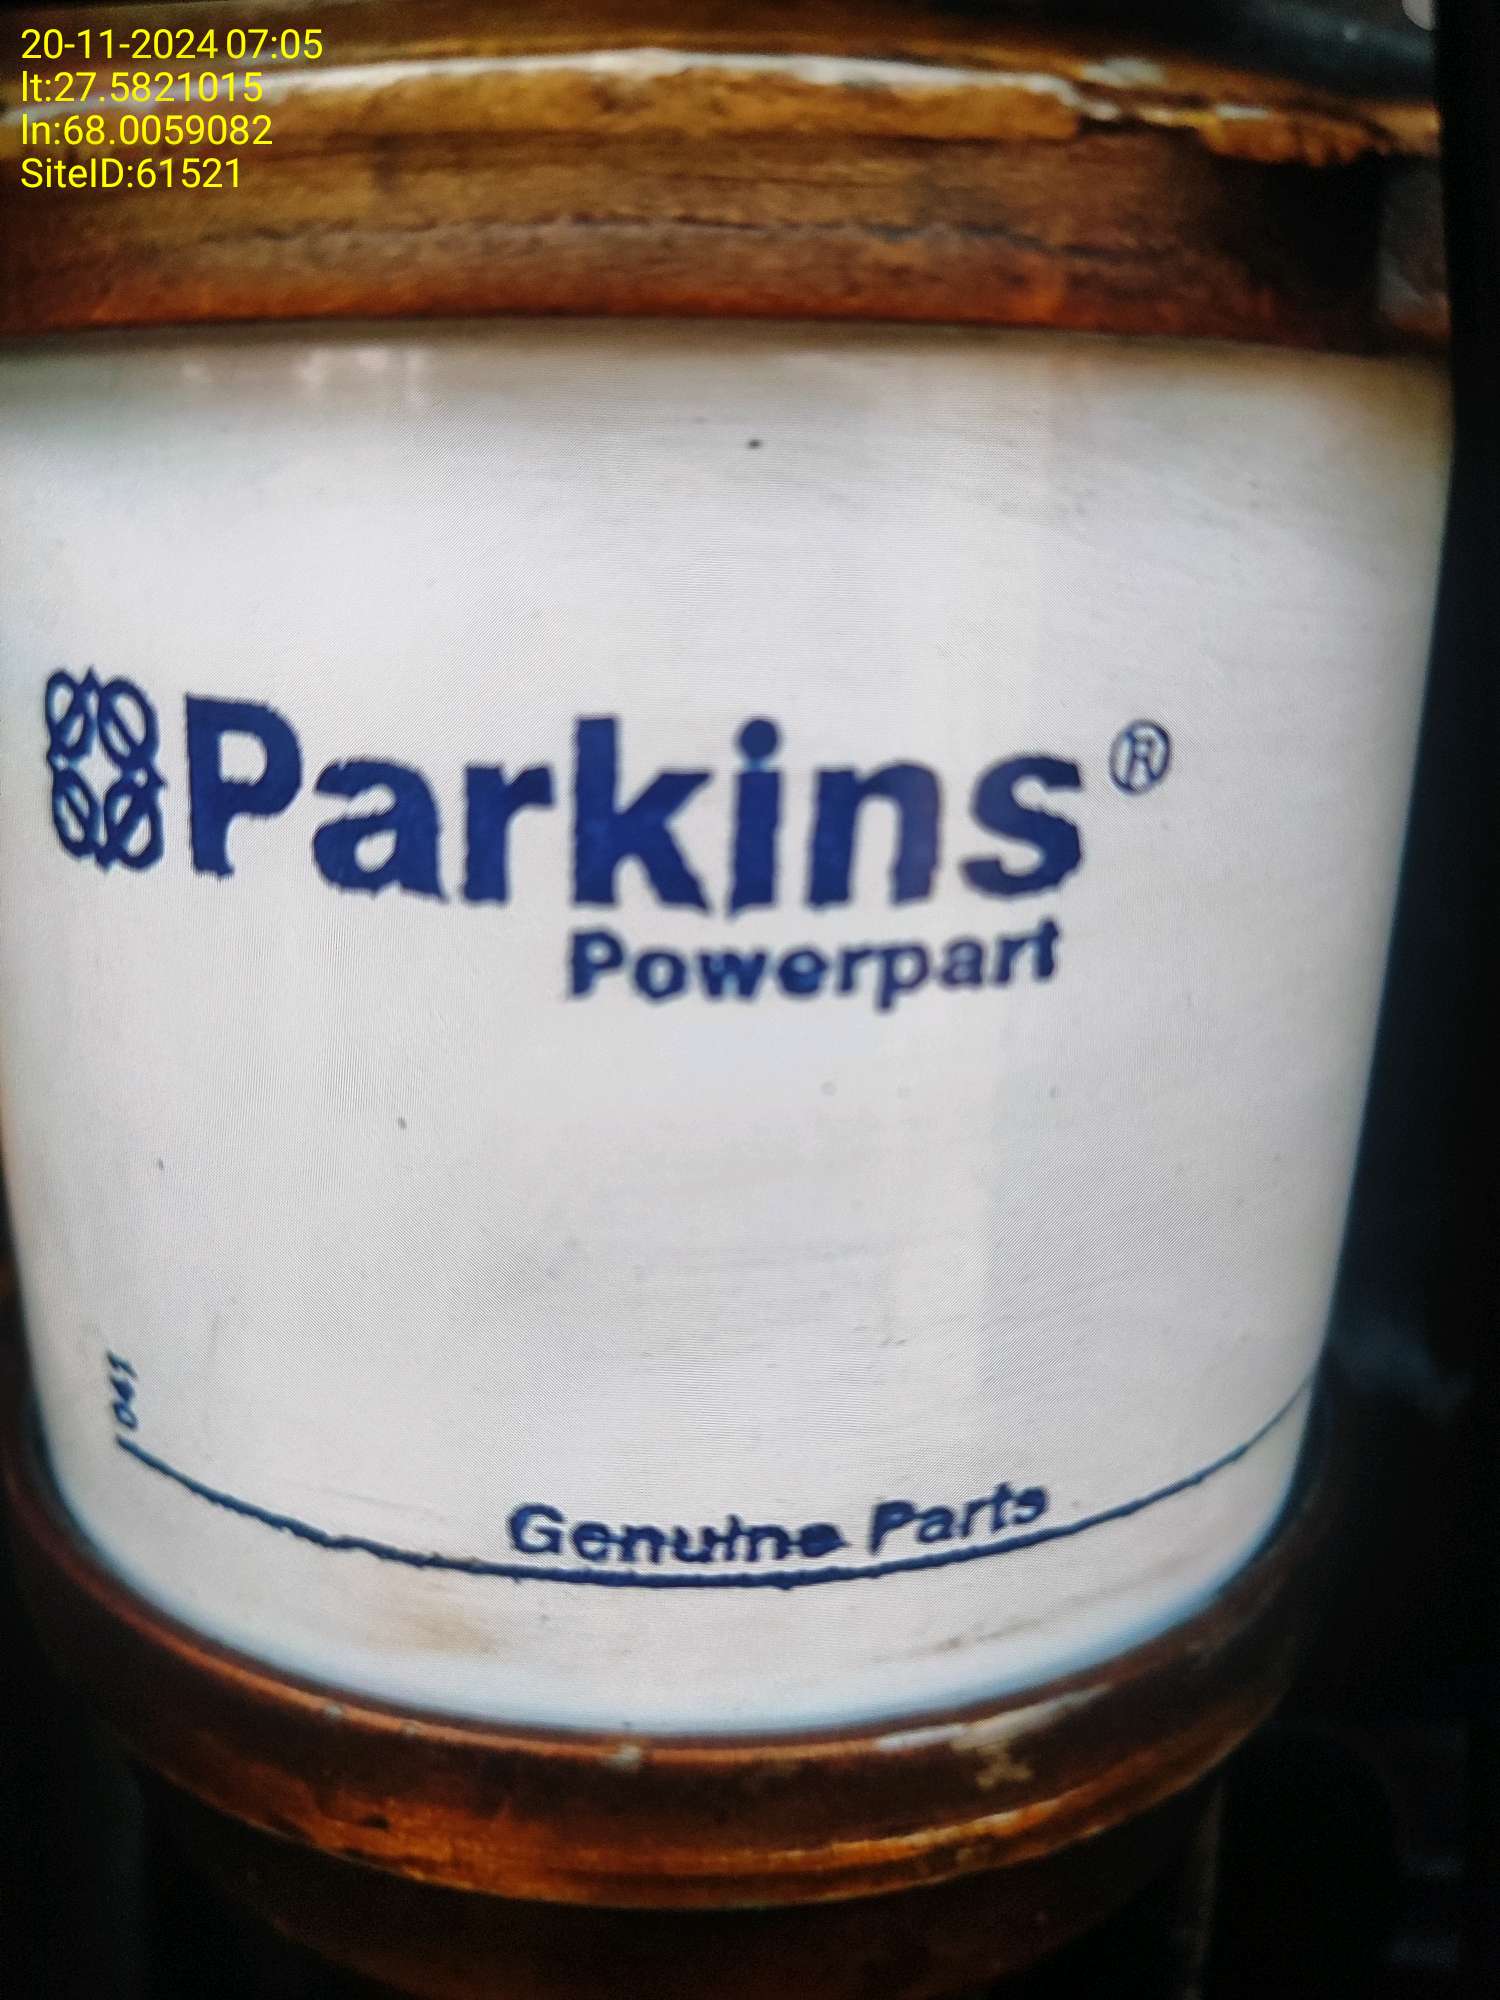 20-11-2024 07:05
lt:27.5821015
ln:68.0059082
SiteID:61521
Parkins®
Powerpart
Genuine Parts